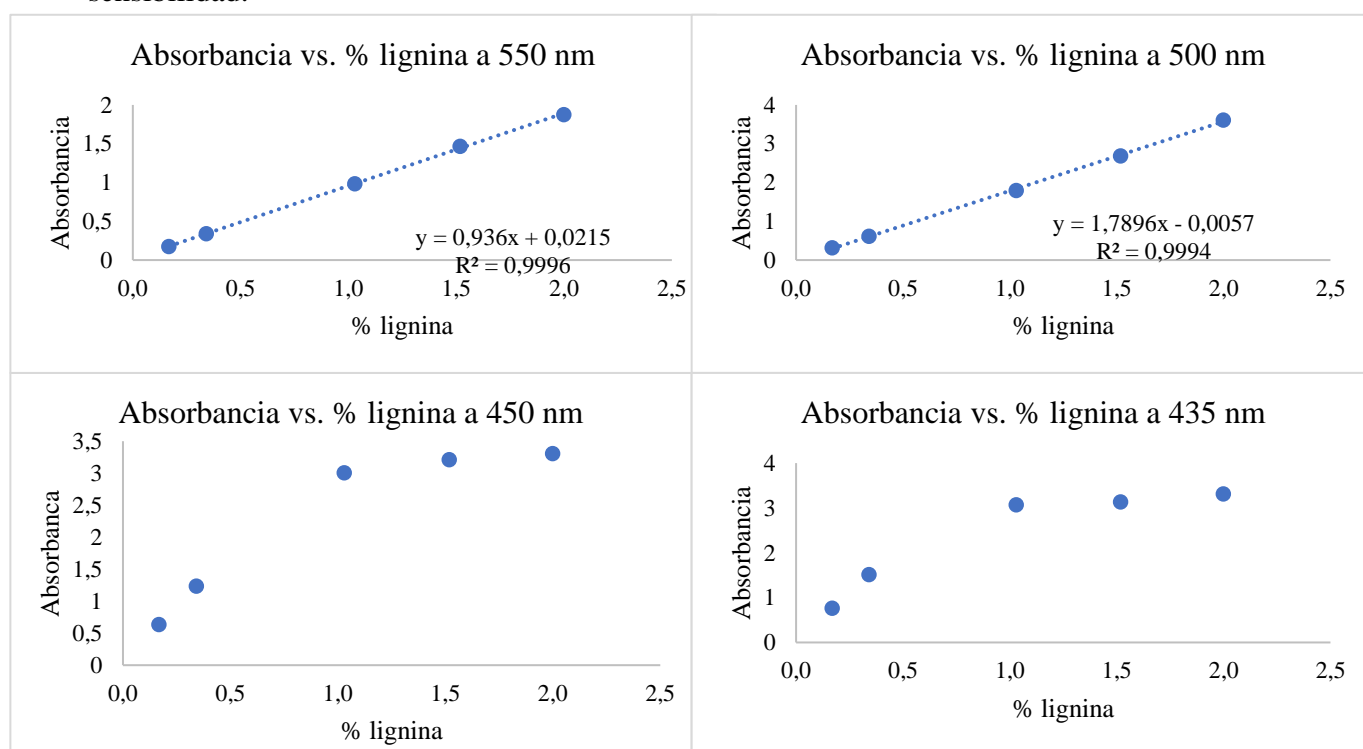 Absorbancia vs. % lignina a 550 nm
Absorbancia
2
1,5
1
0,5
0
y = 0,936x + 0,0215
R² = 0,9996
0,0 0,5 1,0 1,5 2,0 2,5
% lignina
Absorbancia vs. % lignina a 500 nm
Absorbancia
4
3
2
1
0
y = 1,7896x - 0,0057
R² = 0,9994
0,0 0,5 1,0 1,5 2,0 2,5
% lignina
Absorbancia vs. % lignina a 450 nm
Absorbanca
3,5
3
2,5
2
1,5
1
0,5
0
0,0 0,5 1,0 1,5 2,0 2,5
% lignina
Absorbancia vs. % lignina a 435 nm
Absorbancia
4
3
2
1
0
0,0 0,5 1,0 1,5 2,0 2,5
% lignina